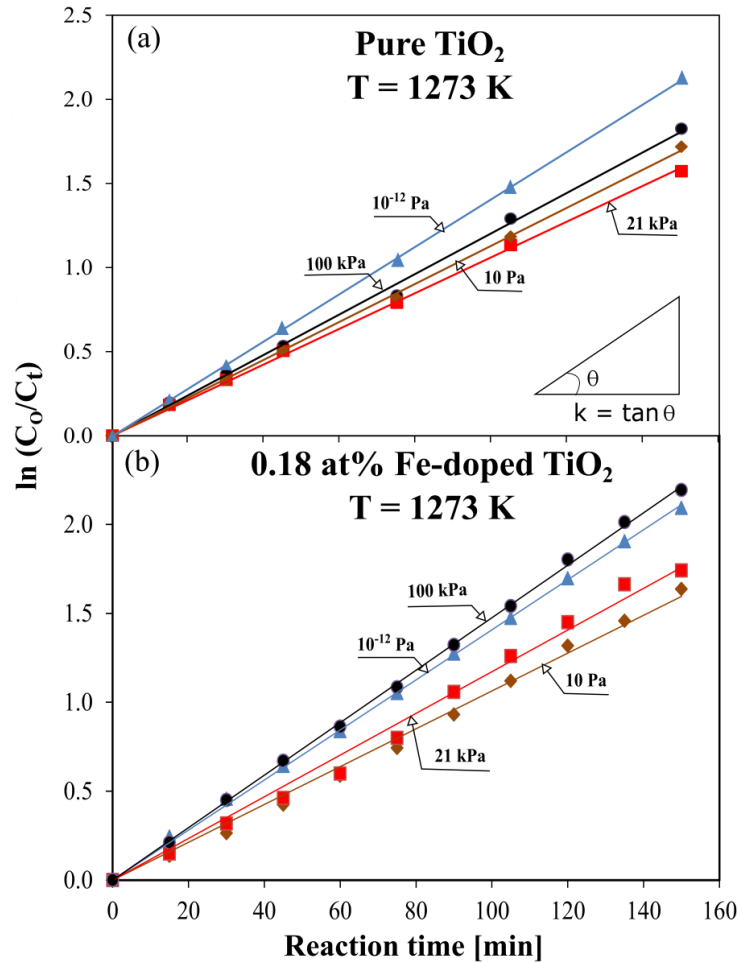 (a)
Pure TiO₂
T = 1273 K
2.5
2.0
1.5
1.0
0.5
0.0
10⁻¹² Pa
100 kPa
21 kPa
10 Pa
θ
k = tan θ
ln (C₀/Cₜ)
(b)
0.18 at% Fe-doped TiO₂
T = 1273 K
2.0
1.5
1.0
0.5
0.0
100 kPa
10⁻¹² Pa
10 Pa
21 kPa
0 20 40 60 80 100 120 140 160
Reaction time [min]